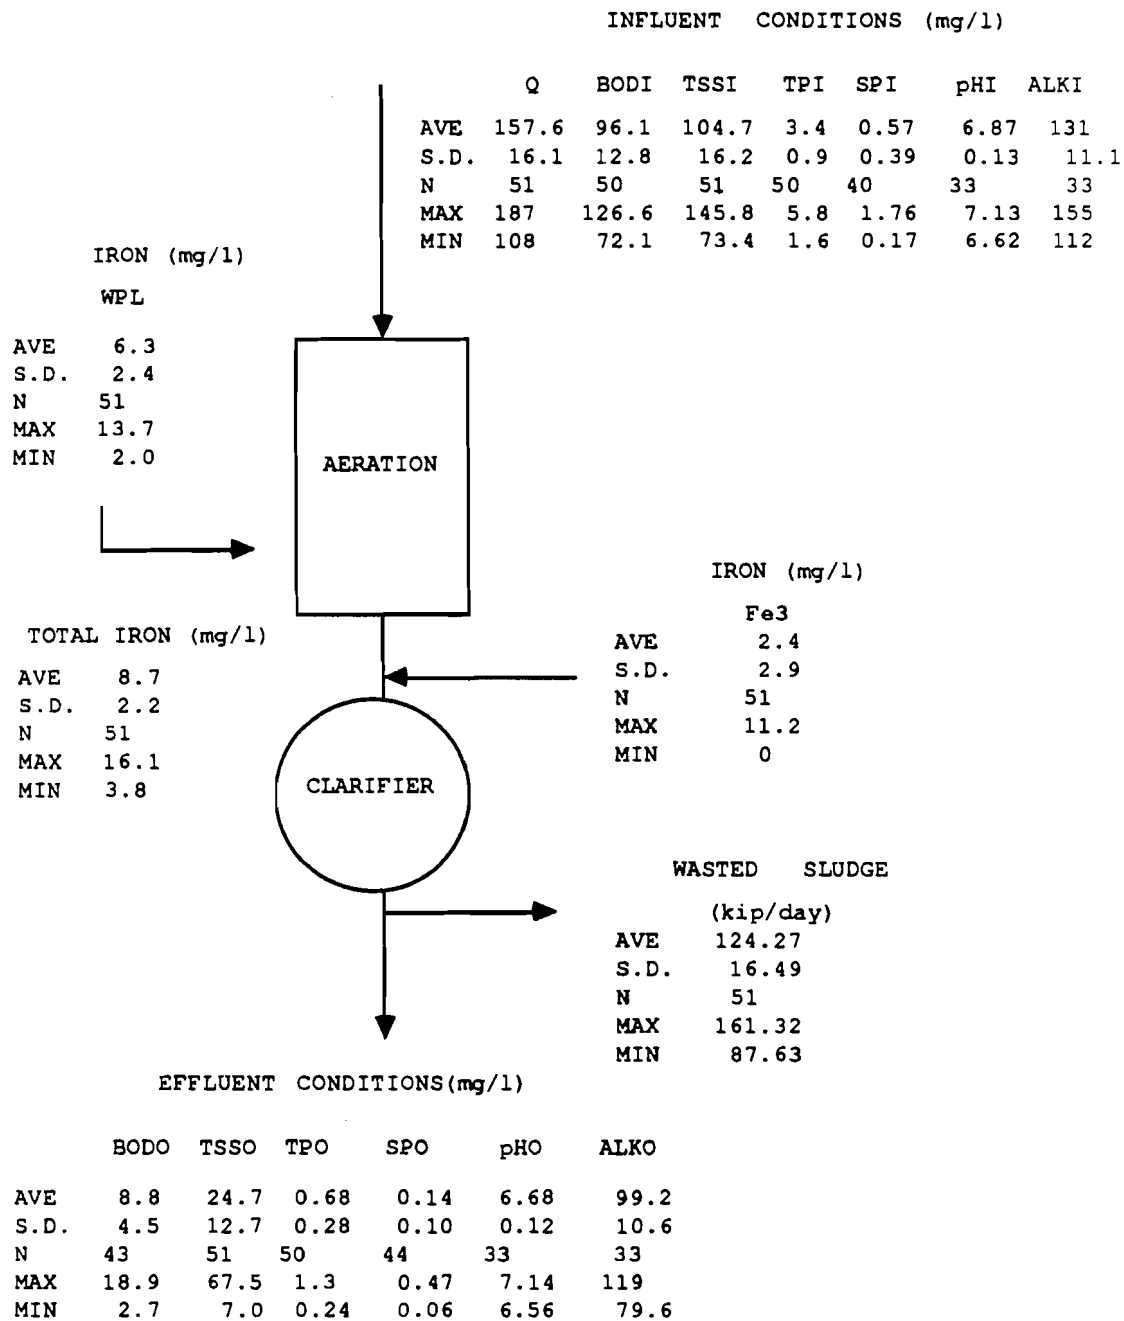 INFLUENT CONDITIONS (mg/l)
Q BODI TSSI TPI SPI pHI ALKI
AVE 157.6 96.1 104.7 3.4 0.57 6.87 131
S.D. 16.1 12.8 16.2 0.9 0.39 0.13 11.1
N 51 50 51 50 40 33 33
MAX 187 126.6 145.8 5.8 1.76 7.13 155
MIN 108 72.1 73.4 1.6 0.17 6.62 112
IRON (mg/l)
WPL
AVE 6.3
S.D. 2.4
N 51
MAX 13.7
MIN 2.0
AERATION
IRON (mg/l)
Fe3
AVE 2.4
S.D. 2.9
N 51
MAX 11.2
MIN 0
TOTAL IRON (mg/l)
AVE 8.7
S.D. 2.2
N 51
MAX 16.1
MIN 3.8
CLARIFIER
WASTED SLUDGE
(kip/day)
AVE 124.27
S.D. 16.49
N 51
MAX 161.32
MIN 87.63
EFFLUENT CONDITIONS(mg/l)
BODO TSSO TPO SPO pHO ALKO
AVE 8.8 24.7 0.68 0.14 6.68 99.2
S.D. 4.5 12.7 0.28 0.10 0.12 10.6
N 43 51 50 44 33 33
MAX 18.9 67.5 1.3 0.47 7.14 119
MIN 2.7 7.0 0.24 0.06 6.56 79.6